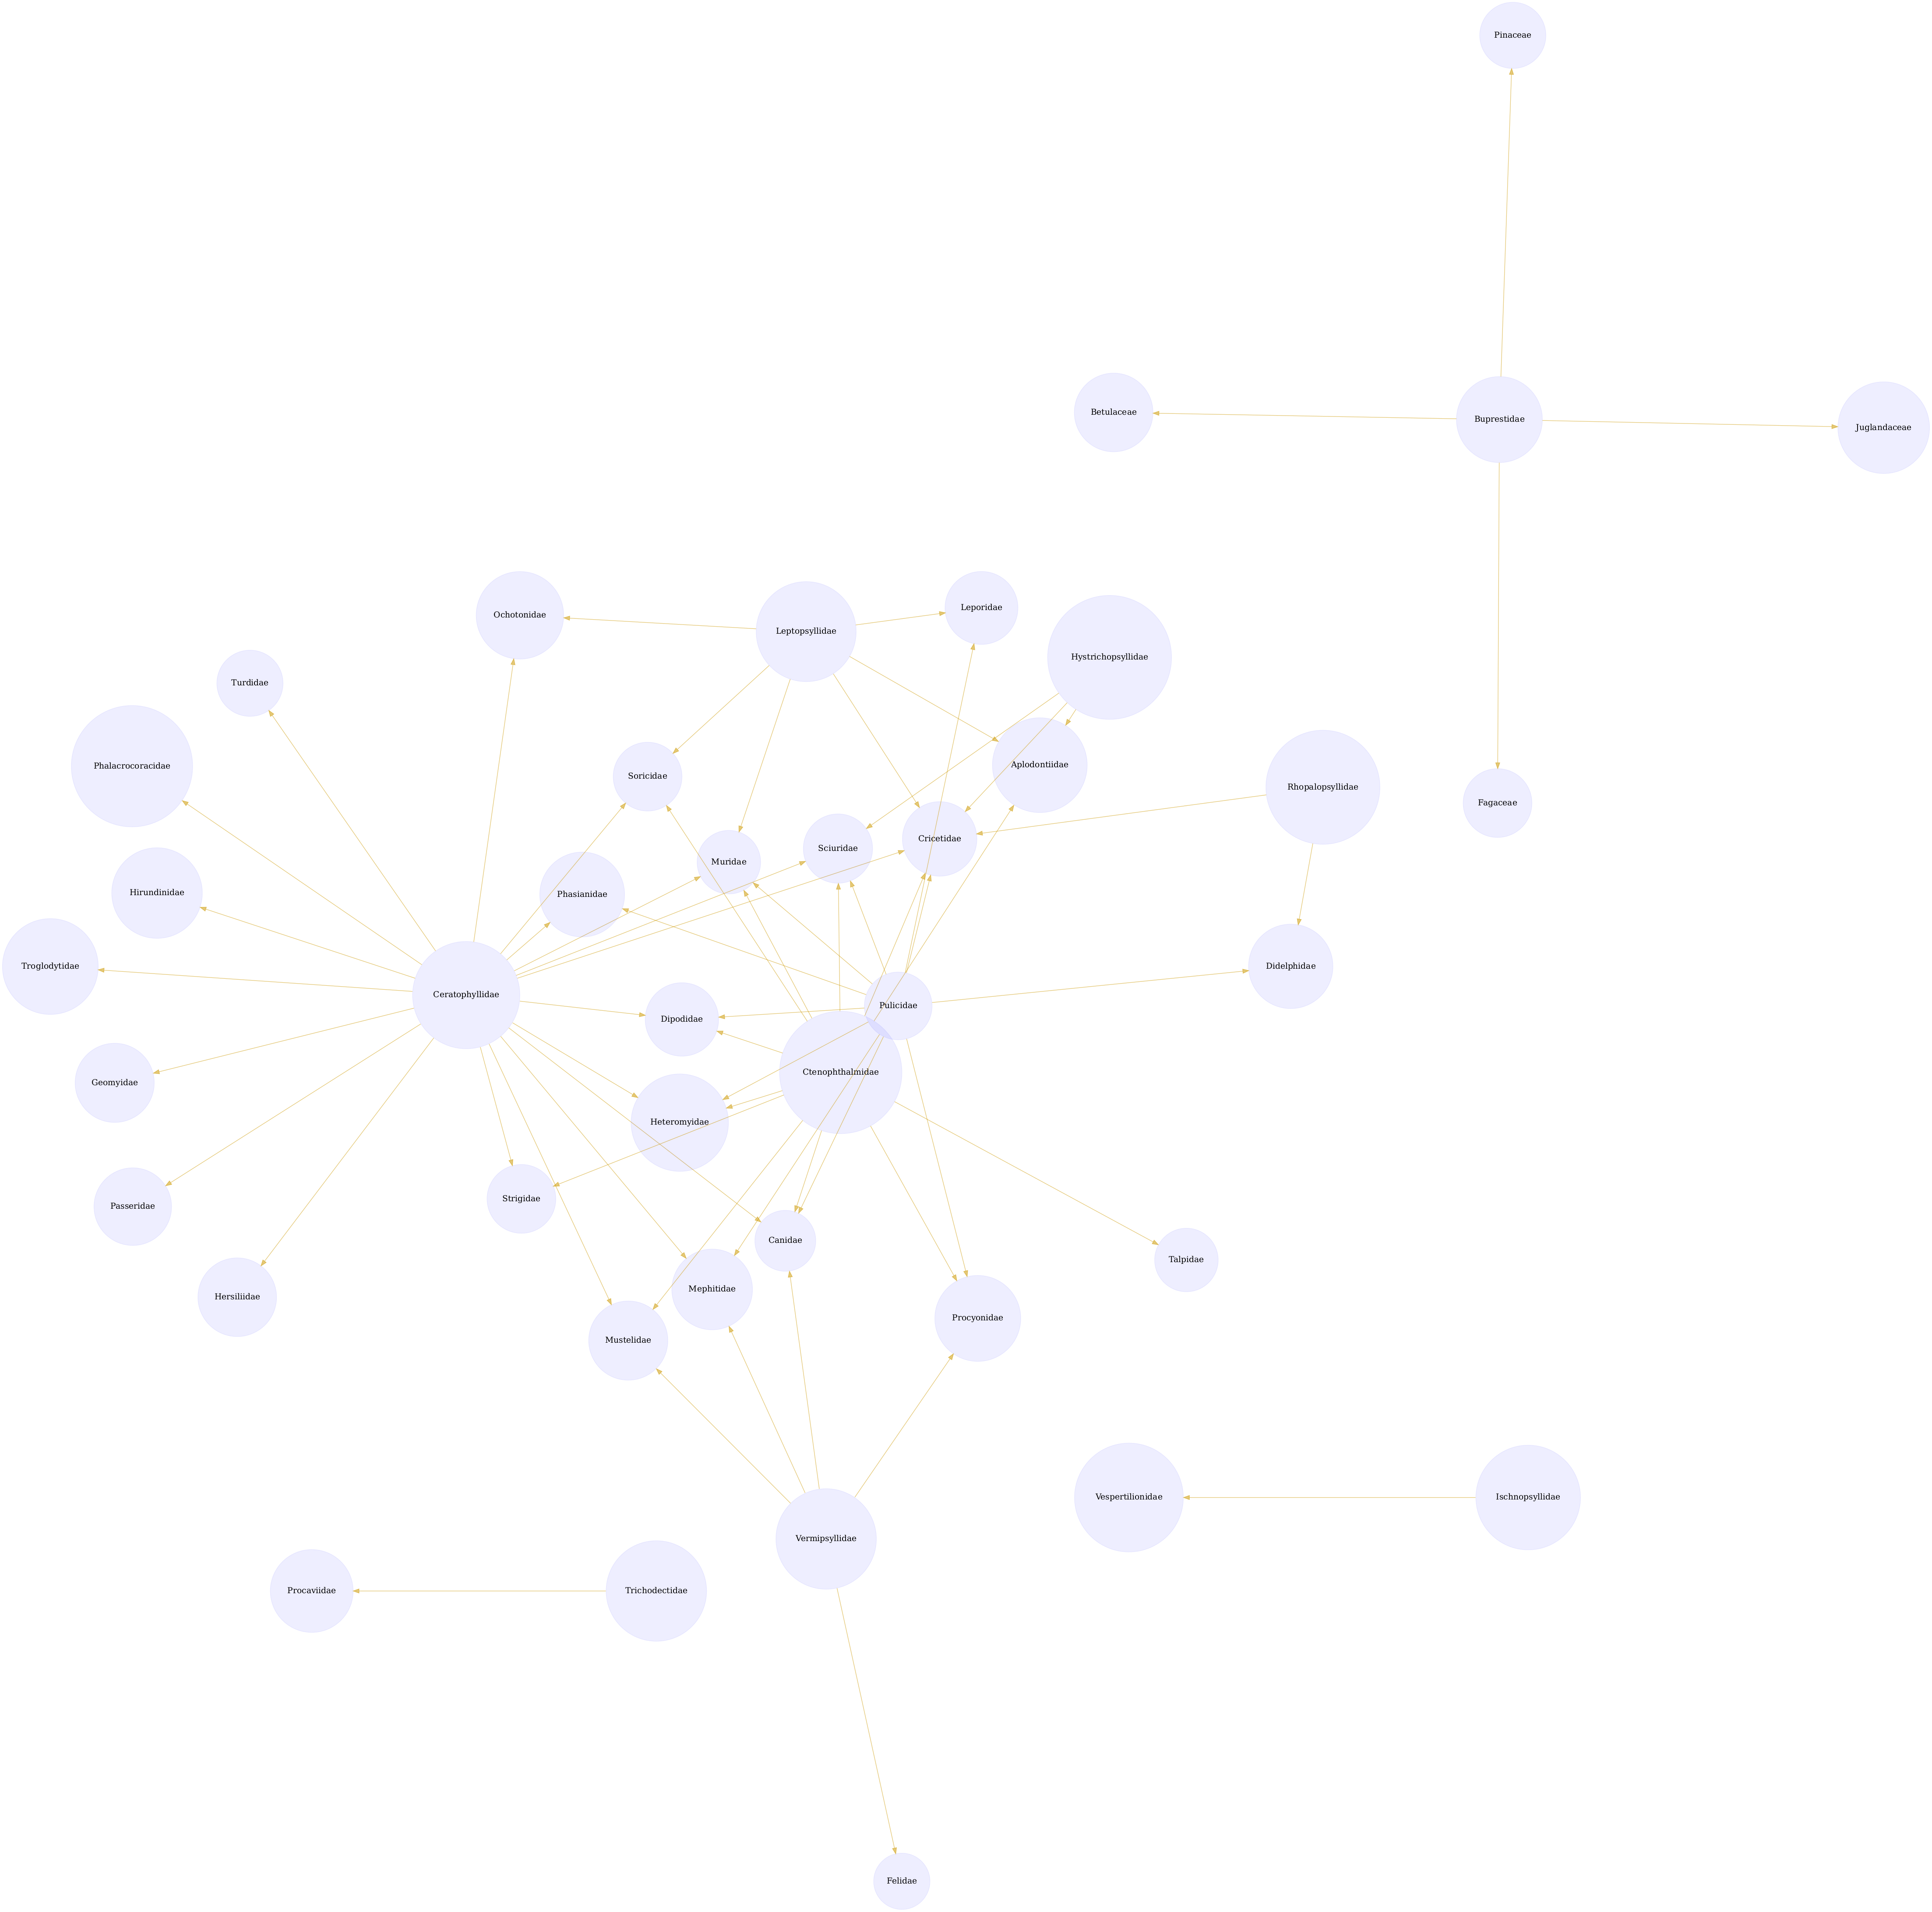 Pinaceae
Betulaceae
Buprestidae
Juglandaceae
Leporidae
Ochotonidae
Leptopsyllidae
Hystrichopsyllidae
Turdidae
Phalacrocoracidae
Soricidae
Aplodontiidae
Rhopalopsyllidae
Fagaceae
Cricetidae
Sciuridae
Muridae
Hirundinidae
Phasianidae
Troglodytidae
Didelphidae
Ceratophyllidae
Pulicidae
Dipodidae
Ctenophthalmidae
Geomyidae
Heteromyidae
Strigidae
Passeridae
Canidae
Talpidae
Mephitidae
Hersiliidae
Procyonidae
Mustelidae
Vespertilionidae
Ischnopsyllidae
Vermipsyllidae
Procaviidae
Trichodectidae
Felidae